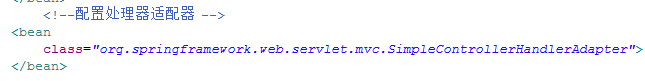 </bean>
<!--配置处理器适配器 -->
<bean
class="org.springframework.web.servlet.mvc.SimpleControllerHandlerAdapter">
</bean>